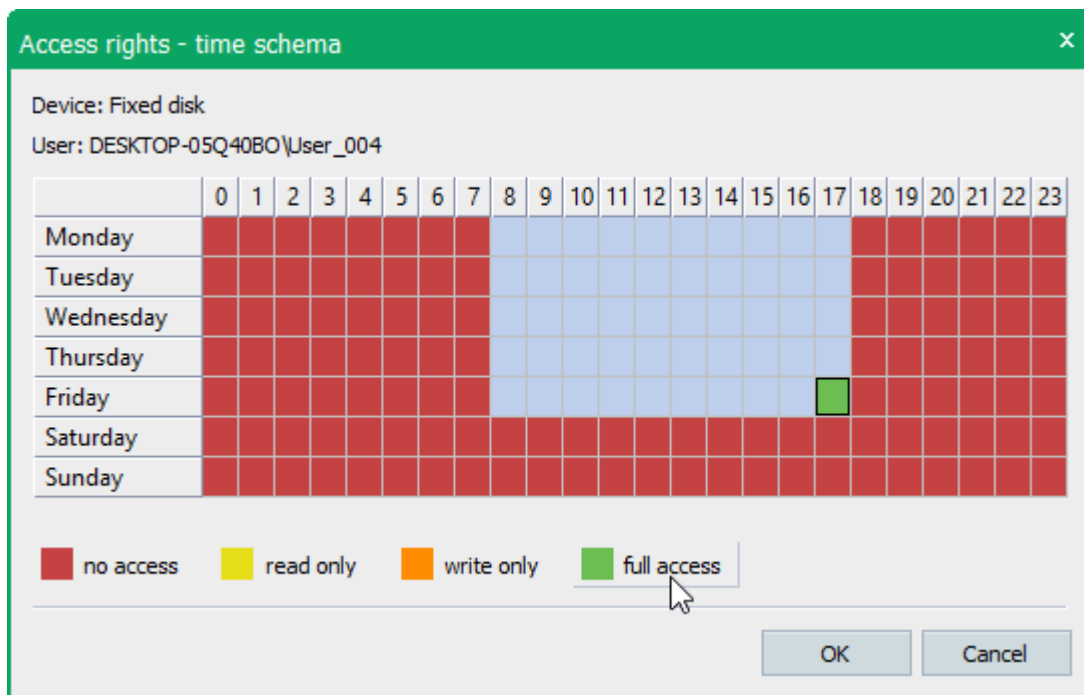 Access rights - time schema x
Device: Fixed disk
User: DESKTOP-05Q40BO\User_004
0 1 2 3 4 5 6 7 8 9 10 11 12 13 14 15 16 17 18 19 20 21 22 23
Monday
Tuesday
Wednesday
Thursday
Friday
Saturday
Sunday
no access read only write only full access
OK Cancel